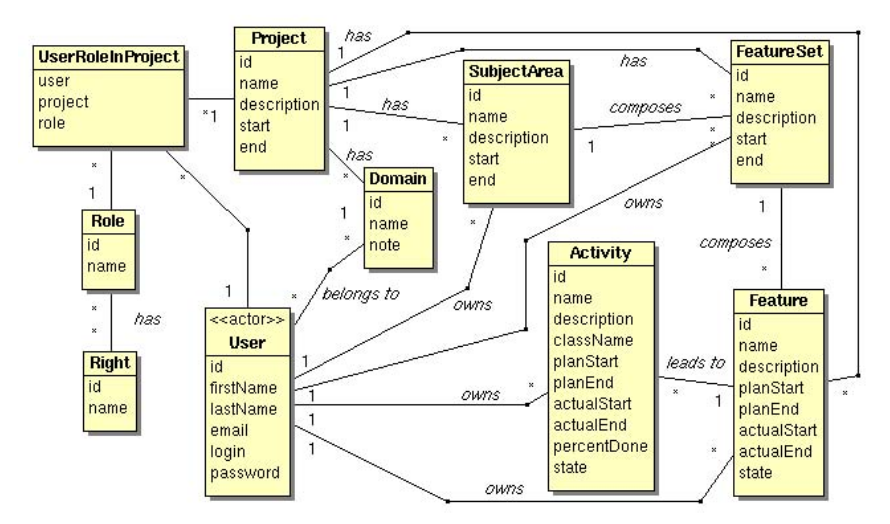 UserRoleInProject
user
project
role
Project
id
name
description
start
end
SubjectArea
id
name
description
start
end
FeatureSet
id
name
description
start
end
Domain
id
name
note
Role
id
name
Right
id
name
<<actor>>
User
id
firstName
lastName
email
login
password
Activity
id
name
description
className
planStart
planEnd
actualStart
actualEnd
percentDone
state
Feature
id
name
description
planStart
planEnd
actualStart
actualEnd
state
has
1
*
has
1
*
has
1
*
has
1
*
*1
composes
1
*
composes
1
*
*
1
*
1
*
*
has
*
*
belongs to
owns
1
*
owns
1
*
owns
1
*
owns
1
*
leads to
*
1